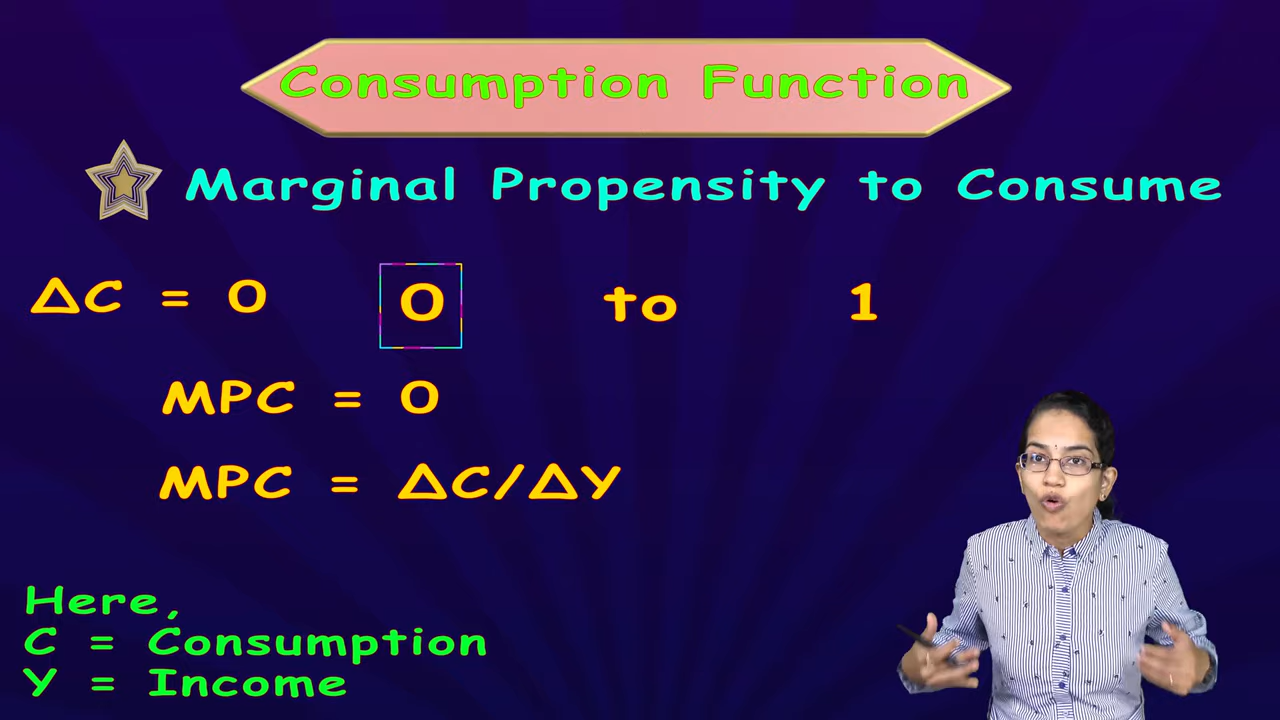 Consumption Function
Marginal Propensity to Consume
ΔC = 0 0 to 1
MPC = 0
MPC = ΔC/ΔY
Here,
C = Consumption
Y = Income